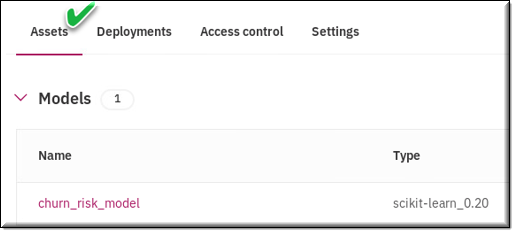 Assets Deployments Access control Settings
Models 1
Name Type
churn_risk_model scikit-learn_0.20